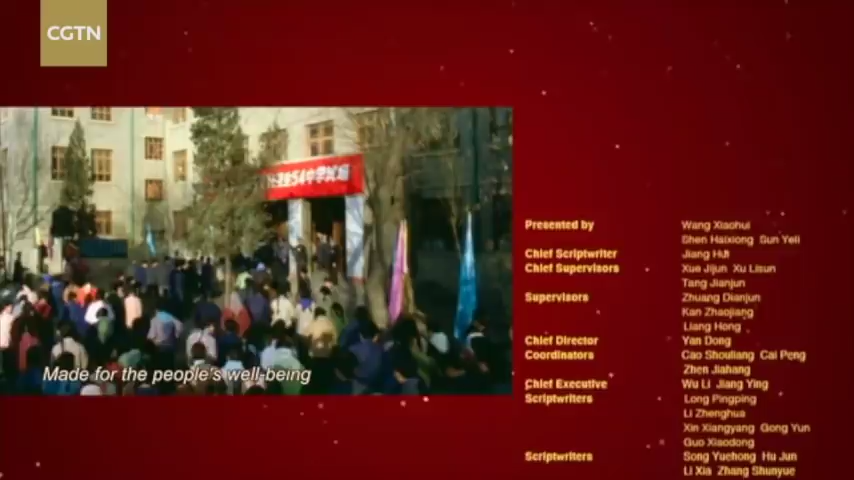 CGTN
Made for the people's well-being
Presented by Wang Xiaohui
Shen Haixiong Sun Yeli
Chief Scriptwriter Jiang Hui
Chief Supervisors Xue Jijun Xu Lisun
Tang Jianjun
Supervisors Zhuang Dianjun
Kan Zhaojiang
Liang Hong
Chief Director Yan Dong
Coordinators Cao Shouliang Cai Peng
Zhen Jiahang
Chief Executive Wu Li Jiang Ying
Scriptwriters Long Pingping
Li Zhenghua
Xin Xiangyang Gong Yun
Guo Xiaodong
Scriptwriters Song Yuehong Hu Jun
Li Xia Zhang Shunyue